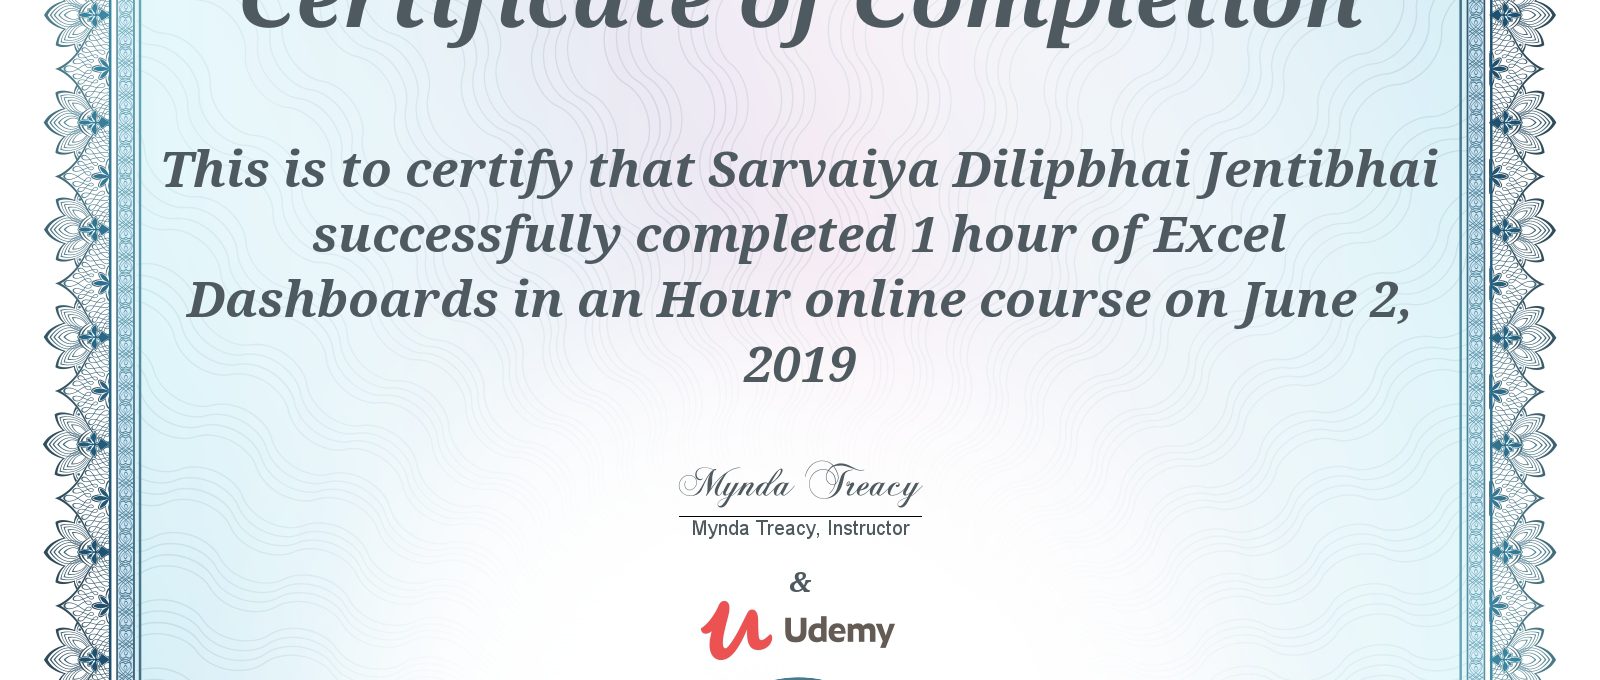 Certificate of Completion
This is to certify that Sarvaiya Dilipbhai Jentibhai
successfully completed 1 hour of Excel
Dashboards in an Hour online course on June 2,
2019
Mynda Treacy
Mynda Treacy, Instructor
&
Udemy